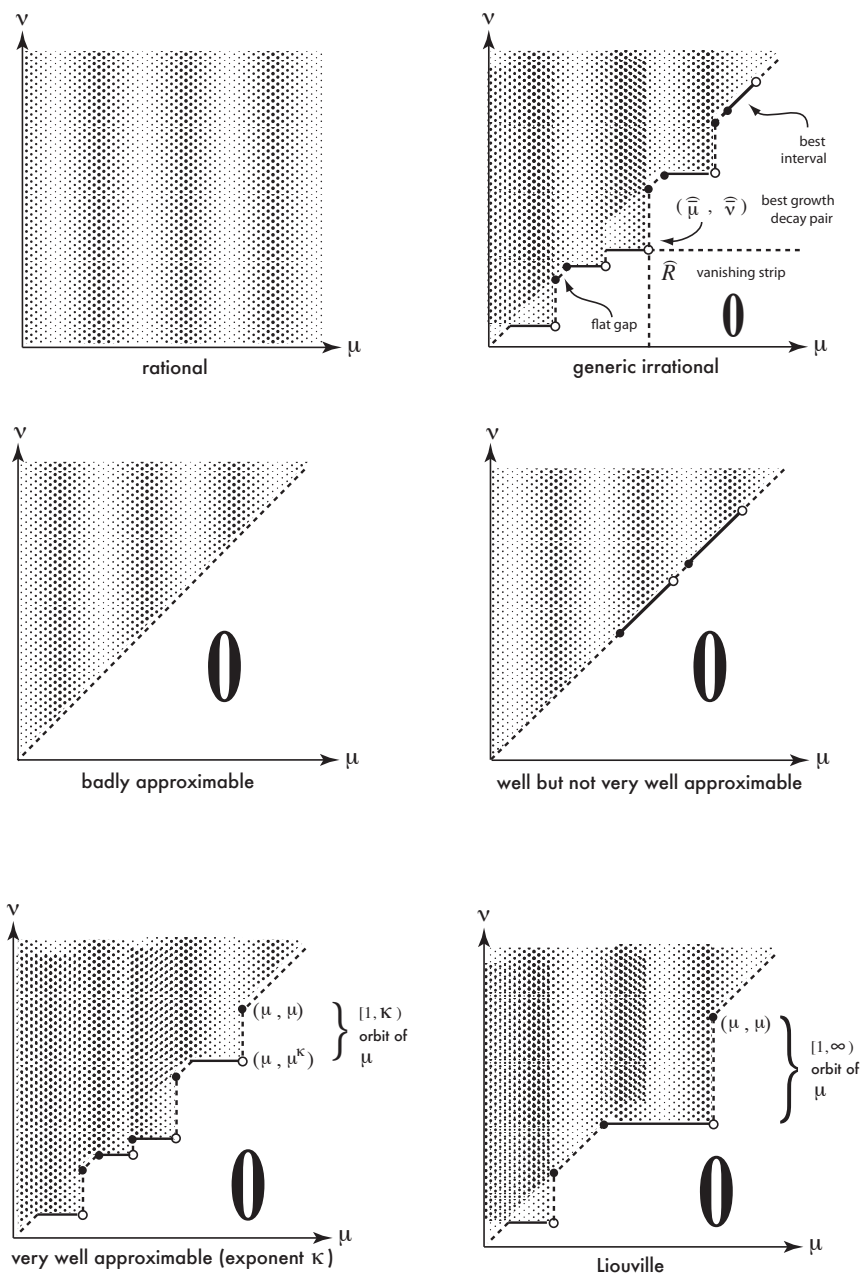 ν
μ
rational
ν
best
interval
(μ̂ , ν̂)
best growth
decay pair
R̂
vanishing strip
flat gap
0
μ
generic irrational
ν
0
μ
badly approximable
ν
0
μ
well but not very well approximable
ν
(μ , μ)
(μ , μ^κ)
[1, κ)
orbit of
μ
0
μ
very well approximable (exponent κ)
ν
(μ , μ)
[1,∞)
orbit of
μ
0
μ
Liouville